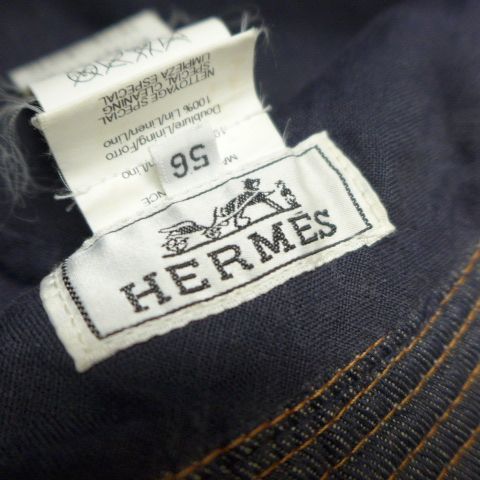 NETTOYAGE SPECIAL
SPECIAL CLEANING
LIMPIEZA ESPECIAL
Doublure/Lining/Forro
100% Lin/Linen/Lino
56
HERMES